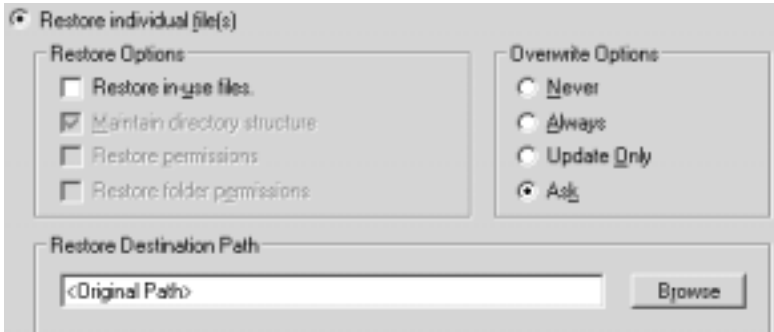 Restore individual file(s)
Restore Options
Restore in-use files.
Maintain directory structure
Restore permissions
Restore folder permissions
Overwrite Options
Never
Always
Update Only
Ask
Restore Destination Path
<Original Path>
Browse